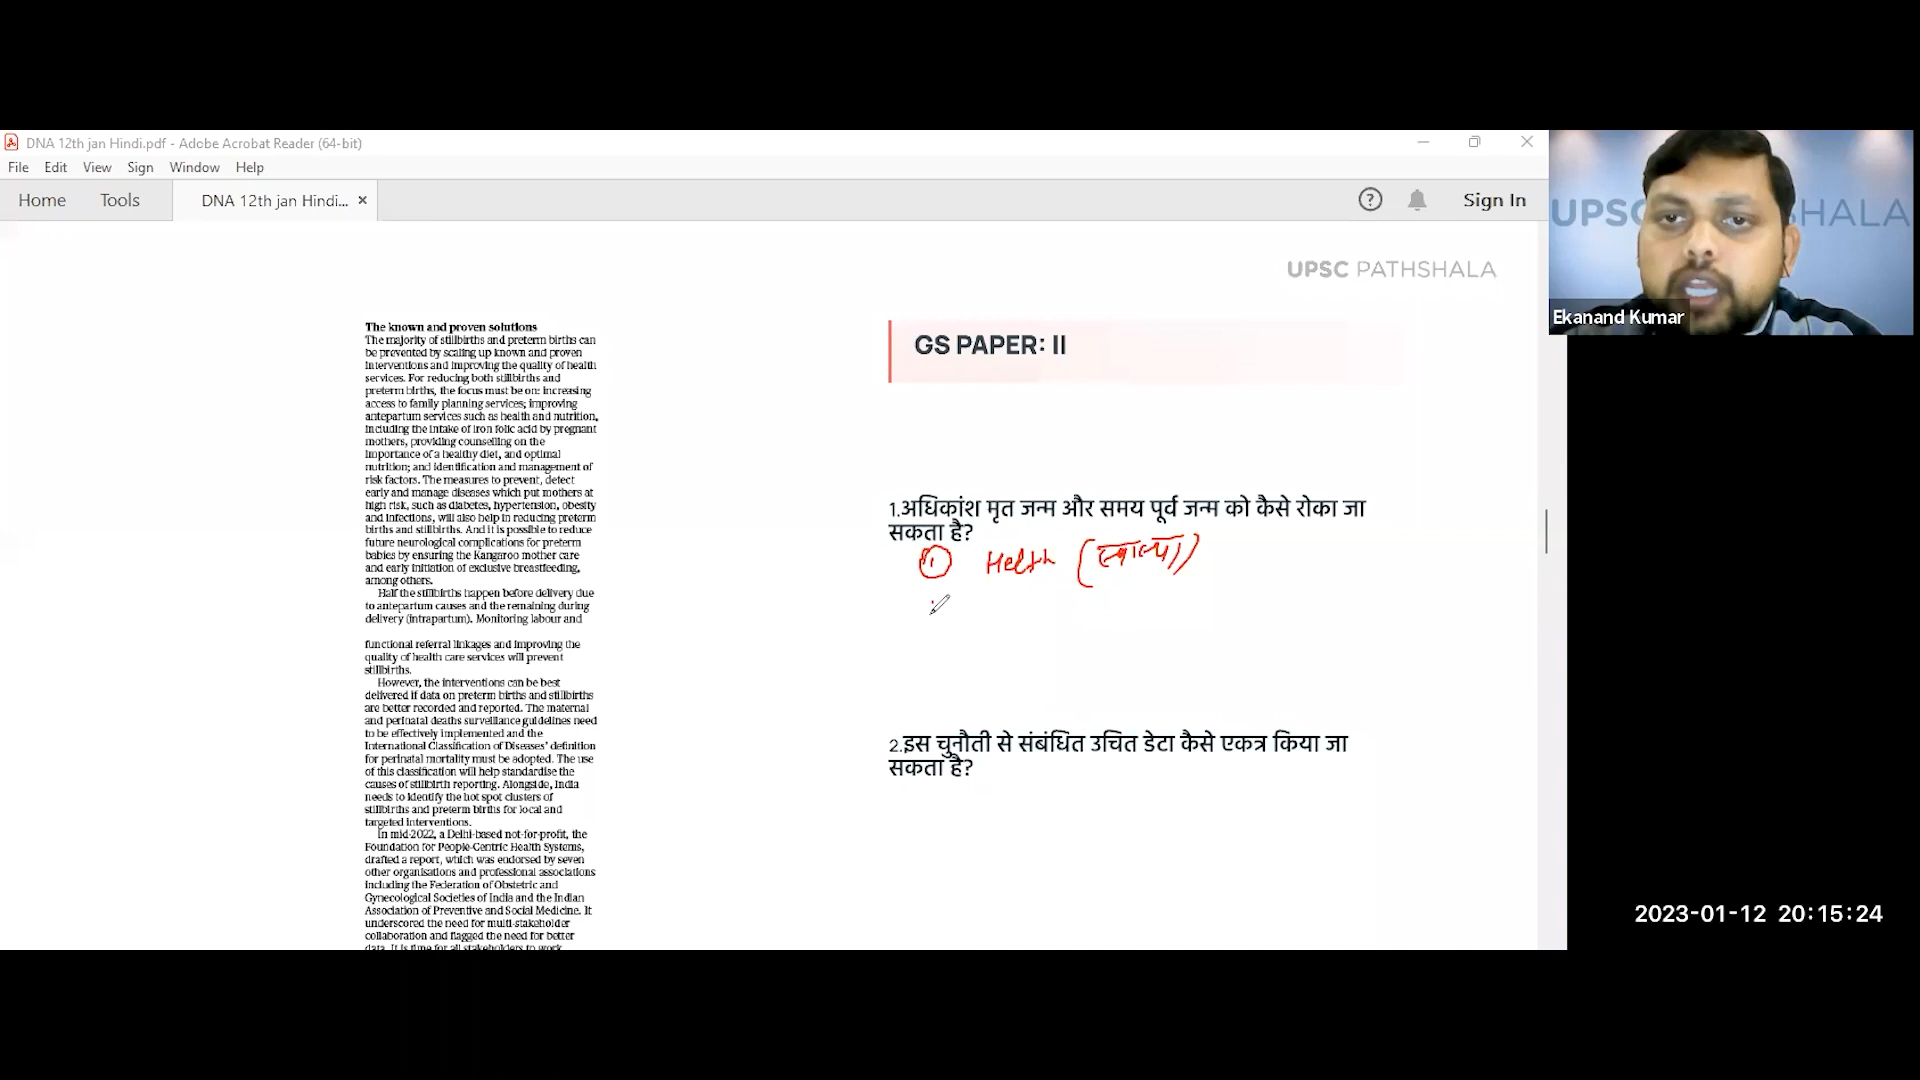 DNA 12th jan Hindi.pdf - Adobe Acrobat Reader (64-bit)
File Edit View Sign Window Help
Home Tools DNA 12th jan Hindi... × Sign In
UPSC PATHSHALA
The known and proven solutions
The majority of stillbirths and preterm births can
be prevented by scaling up known and proven
interventions and improving the quality of health
services. For reducing both stillbirths and
preterm births, the focus must be on: increasing
access to family planning services; improving
antepartum services such as health and nutrition,
including the intake of iron folic acid by pregnant
mothers, providing counselling on the
importance of a healthy diet, and optimal
nutrition; and identification and management of
risk factors. The measures to prevent, detect
early and manage diseases which put mothers at
high risk, such as diabetes, hypertension, obesity
and infections, will also help in reducing preterm
births and stillbirths. And it is possible to reduce
future neurological complications for preterm
babies by ensuring the Kangaroo mother care
and early initiation of exclusive breastfeeding,
among others.
Half the stillbirths happen before delivery due
to antepartum causes and the remaining during
delivery (intrapartum). Monitoring labour and
functional referral linkages and improving the
quality of health care services will prevent
stillbirths.
However, the interventions can be best
delivered if data on preterm births and stillbirths
are better recorded and reported. The maternal
and perinatal deaths surveillance guidelines need
to be effectively implemented and the
International Classification of Diseases' definition
for perinatal mortality must be adopted. The use
of this classification will help standardise the
causes of stillbirth reporting. Alongside, India
needs to identify the hot spot clusters of
stillbirths and preterm births for local and
targeted interventions.
In mid-2022, a Delhi-based not-for-profit, the
Foundation for People-Centric Health Systems,
drafted a report, which was endorsed by seven
other organisations and professional associations
including the Federation of Obstetric and
Gynecological Societies of India and the Indian
Association of Preventive and Social Medicine. It
underscored the need for multi-stakeholder
collaboration and flagged the need for better
data. It is time for all stakeholders to work
GS PAPER: II
1.अधिकांश मृत जन्म और समय पूर्व जन्म को कैसे रोका जा
सकता है?
1 Helth
2.इस चुनौती से संबंधित उचित डेटा कैसे एकत्र किया जा
सकता है?
UPSC HALA
Ekanand Kumar
2023-01-12 20:15:24